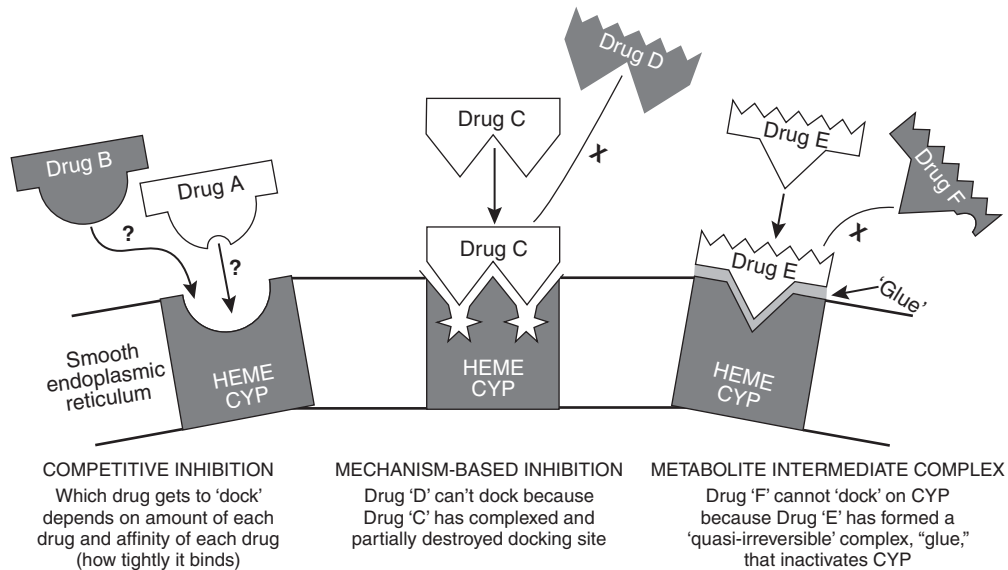 Drug D
Drug C
Drug E
Drug B
Drug A
Drug F
?
X
X
?
Drug C
Drug E
'Glue'
Smooth
endoplasmic
reticulum
HEME
CYP
HEME
CYP
HEME
CYP
COMPETITIVE INHIBITION
Which drug gets to 'dock'
depends on amount of each
drug and affinity of each drug
(how tightly it binds)
MECHANISM-BASED INHIBITION
Drug 'D' can't dock because
Drug 'C' has complexed and
partially destroyed docking site
METABOLITE INTERMEDIATE COMPLEX
Drug 'F' cannot 'dock' on CYP
because Drug 'E' has formed a
'quasi-irreversible' complex, "glue,"
that inactivates CYP